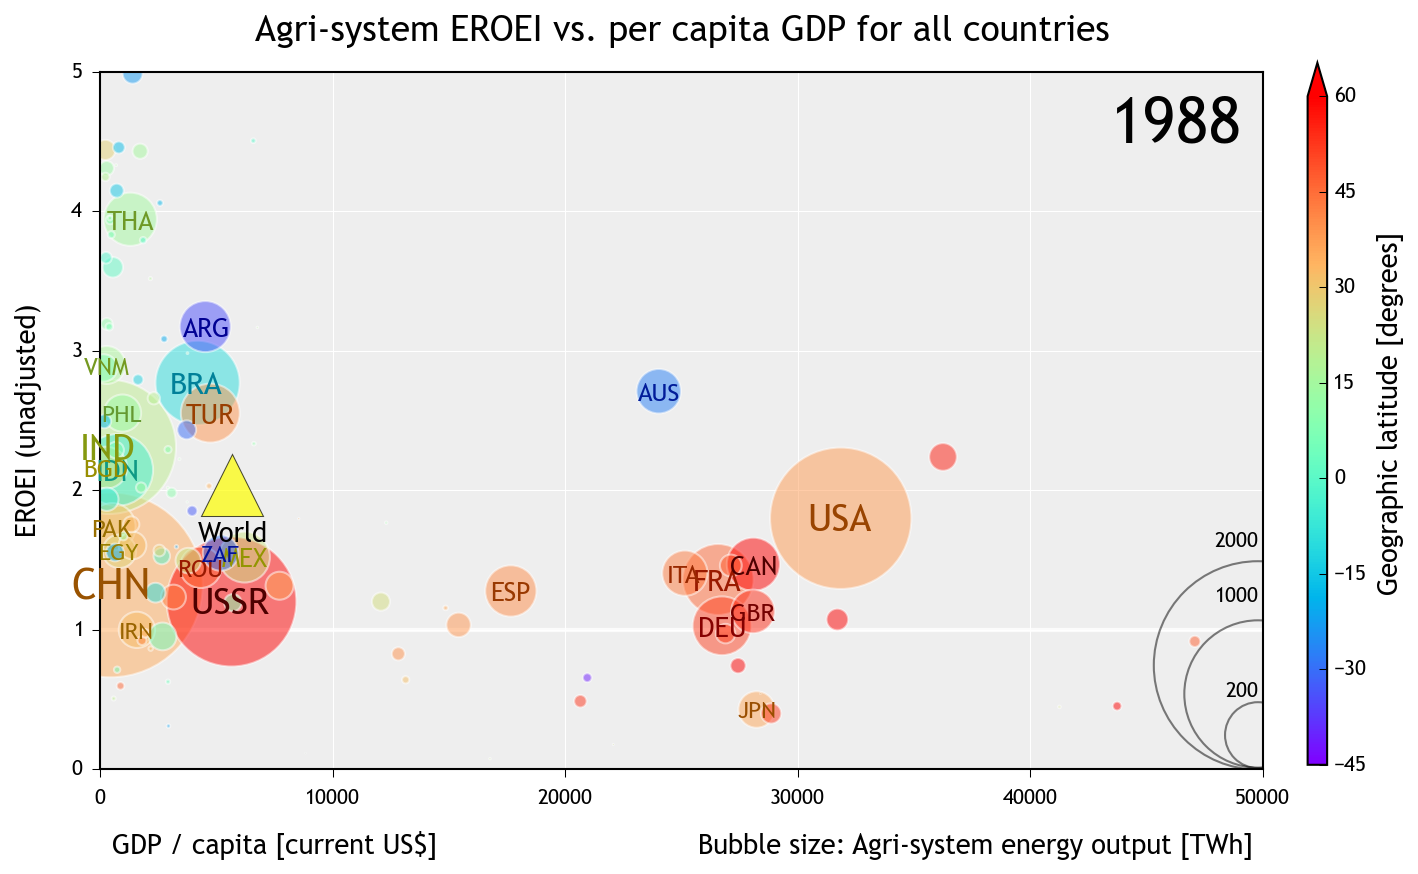 Agri-system EROEI vs. per capita GDP for all countries
1988
5
4
3
2
1
0
EROEI (unadjusted)
THA
ARG
VNM
BRA
AUS
TUR
PHL
IND
BGD
IDN
World
PAK
EGY
ZAF
MEX
USA
ROU
CHN
USSR
ESP
ITA
FRA
CAN
GBR
DEU
IRN
JPN
2000
1000
200
0
10000
20000
30000
40000
50000
GDP / capita [current US$]
Bubble size: Agri-system energy output [TWh]
60
45
30
15
0
−15
−30
−45
Geographic latitude [degrees]